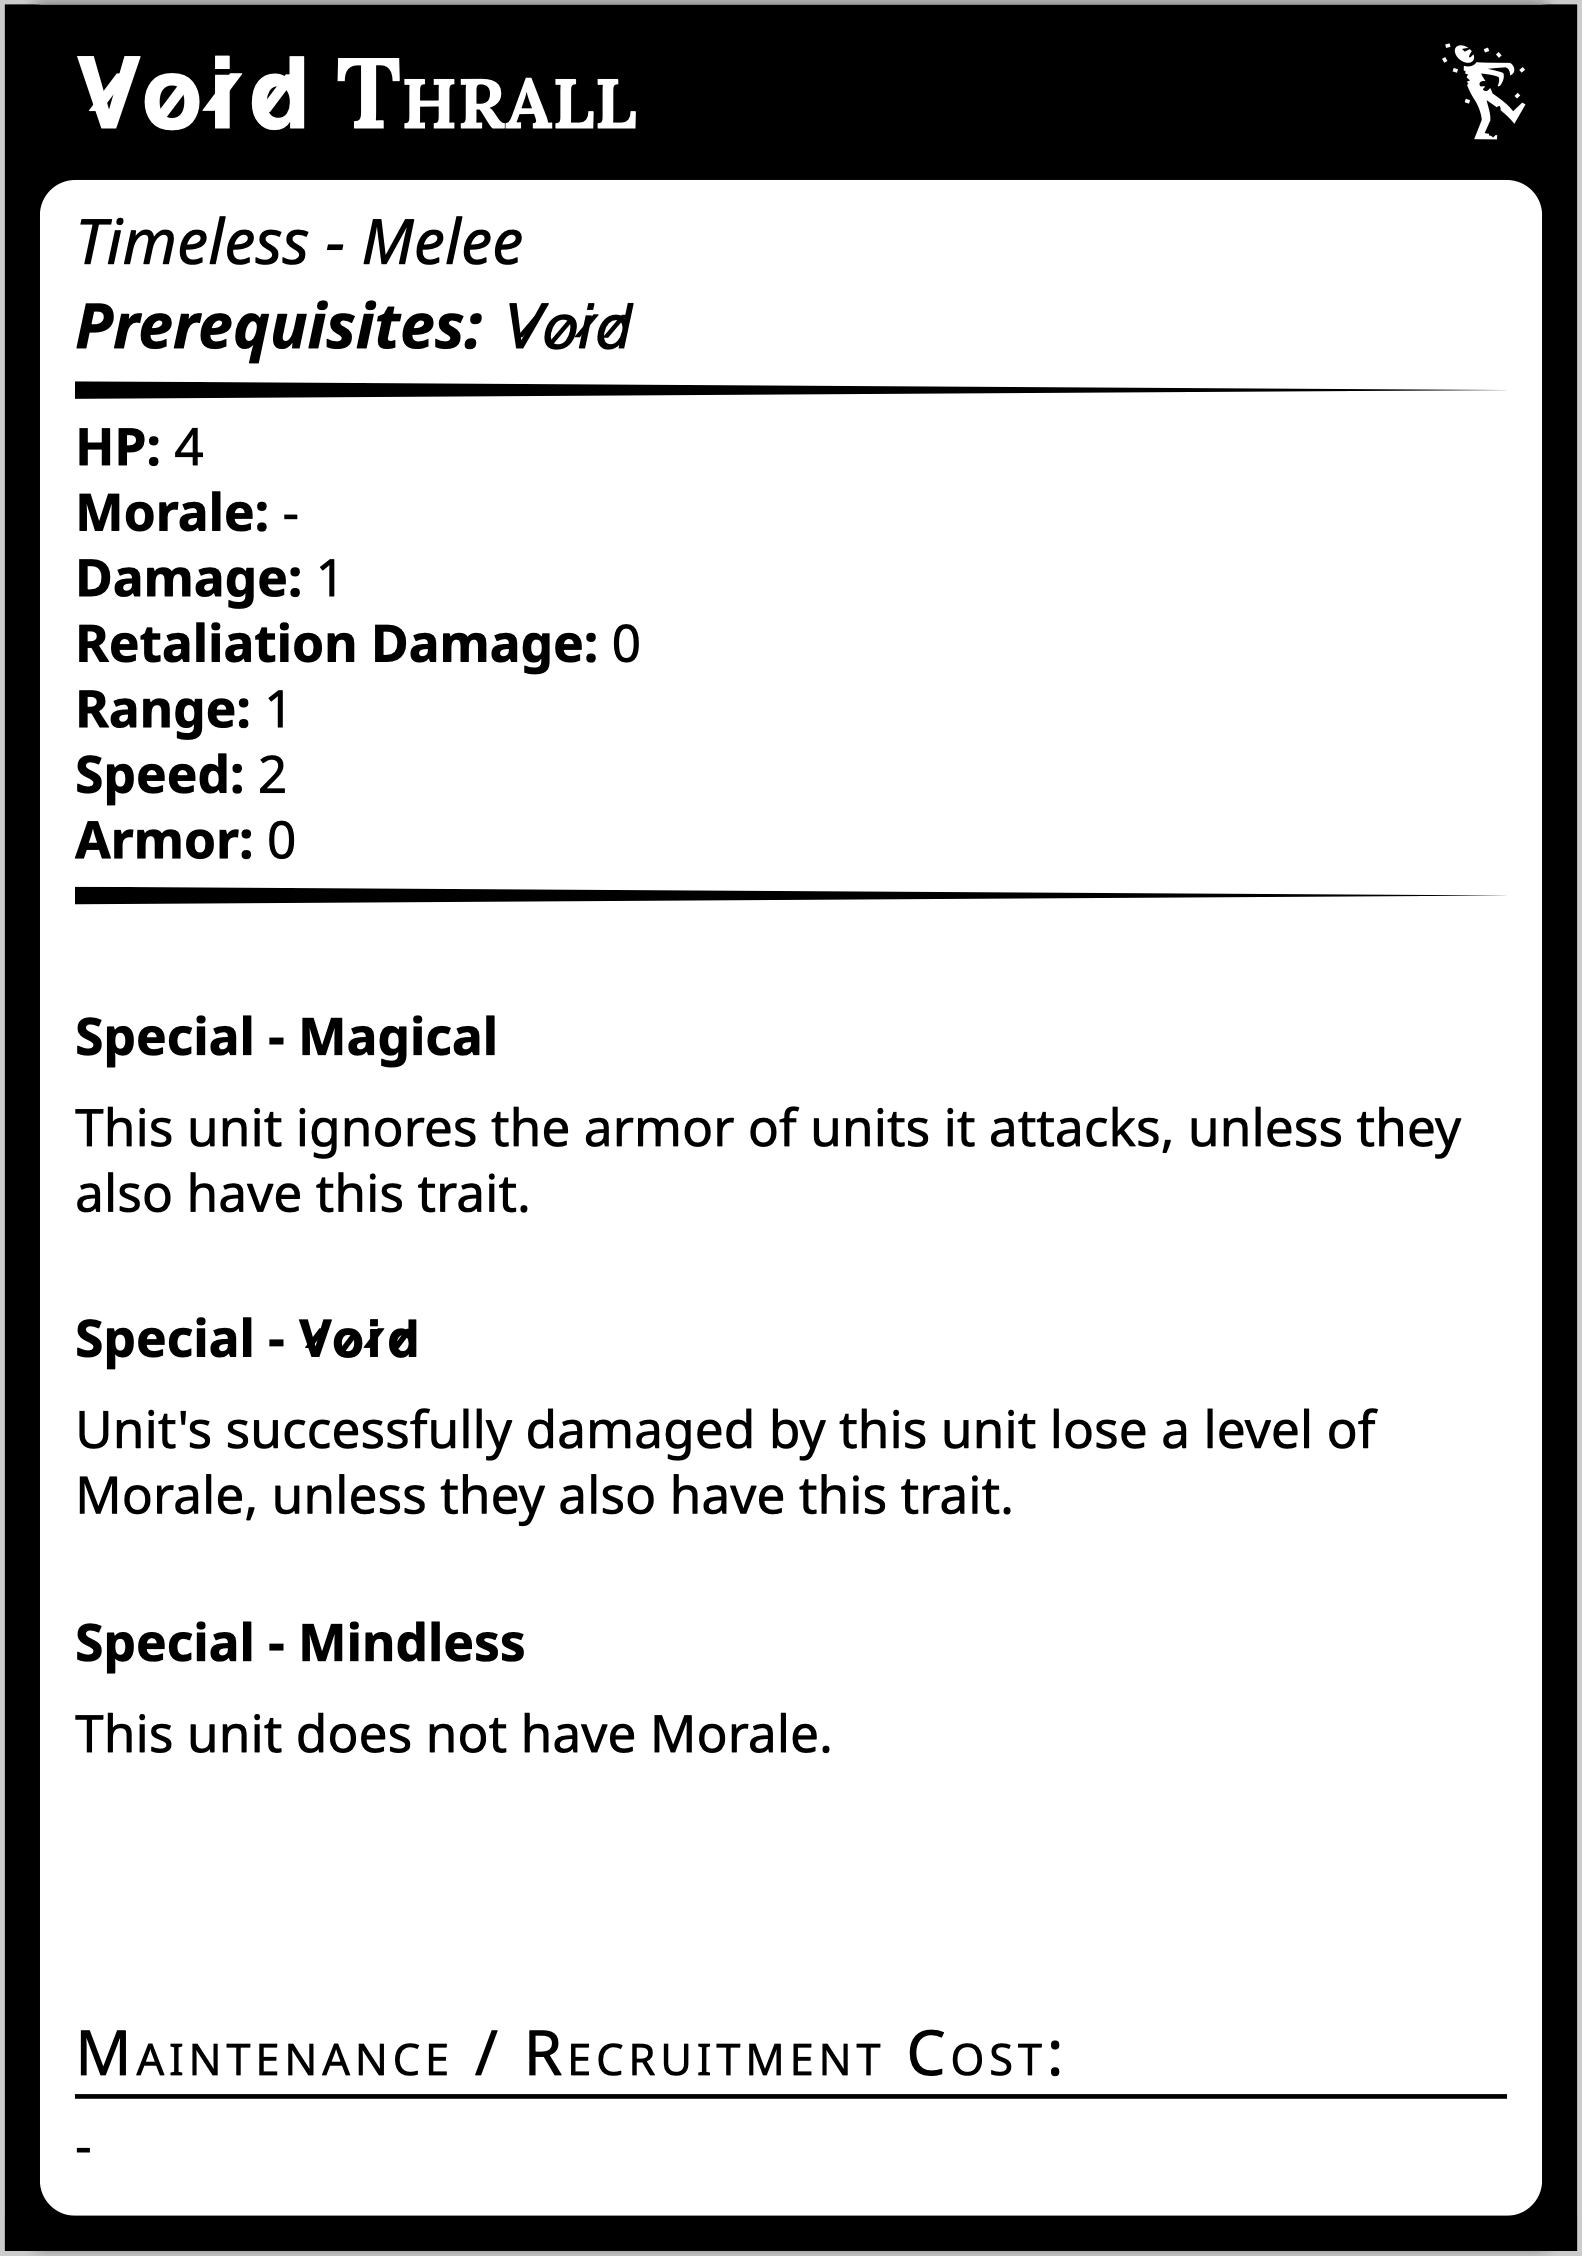 V̷o̷i̷d̷ Thrall
Timeless - Melee
Prerequisites: V̷o̷i̷d̷
HP: 4
Morale: -
Damage: 1
Retaliation Damage: 0
Range: 1
Speed: 2
Armor: 0
Special - Magical
This unit ignores the armor of units it attacks, unless they
also have this trait.
Special - V̷o̷i̷d̷
Unit's successfully damaged by this unit lose a level of
Morale, unless they also have this trait.
Special - Mindless
This unit does not have Morale.
Maintenance / Recruitment Cost:
-